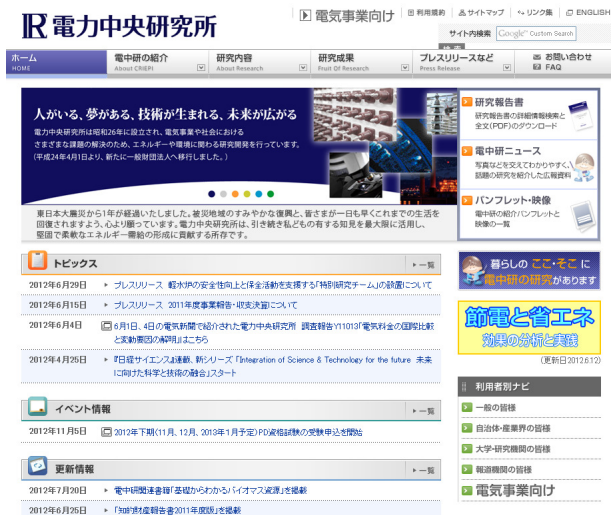 IR 電力中央研究所
電気事業向け 利用規約 サイトマップ リンク集 ENGLISH
サイト内検索 Google™ Custom Search
検索
ホーム 電中研の紹介 研究内容 研究成果 プレスリリースなど お問い合わせ
HOME About CRIEPI About Research Fruit Of Research Press Release FAQ
人がいる、夢がある、技術が生まれる、未来が広がる
電力中央研究所は昭和26年に設立され、電気事業や社会における
さまざまな課題の解決のため、エネルギーや環境に関わる研究開発を行っています。
(平成24年4月1日より、新たに一般財団法人へ移行しました。)
東日本大震災から1年が経過いたしました。被災地域のすみやかな復興と、皆さまが一日も早くこれまでの生活を
回復されますよう、心より願っています。電力中央研究所は、引き続き私どもの有する知見を最大限に活用し、
堅固で柔軟なエネルギー需給の形成に貢献する所存です。
研究報告書
研究報告書の詳細情報検索と
全文(PDF)のダウンロード
電中研ニュース
写真などを交えてわかりやすく、
話題の研究を紹介した広報資料
パンフレット・映像
電中研の紹介パンフレットと
映像の一覧
トピックス 一覧
2012年6月29日 プレスリリース 軽水炉の安全性向上と保全活動を支援する「特別研究チーム」の設置について
2012年6月15日 プレスリリース 2011年度事業報告・収支決算について
2012年6月4日 6月1日、4日の電気新聞で紹介された電力中央研究所 調査報告Y11013「電気料金の国際比較
と変動要因の解明」はこちら
2012年4月25日 『日経サイエンス』連載、新シリーズ「Integration of Science & Technology for the future 未来
に向けた科学と技術の融合」スタート
イベント情報 一覧
2012年11月5日 2012年下期(11月、12月、2013年1月予定)PD資格試験の受験申込を開始
更新情報 一覧
2012年7月20日 電中研関連書籍「基礎からわかるバイオマス資源」を掲載
2012年6月25日 「知的財産報告書2011年度版」を掲載
暮らしの ここ・そこ に
電中研の研究があります
節電と省エネ
効果の分析と実践
(更新日2012.6.12)
利用者別ナビ
一般の皆様
自治体・産業界の皆様
大学・研究機関の皆様
報道機関の皆様
電気事業向け